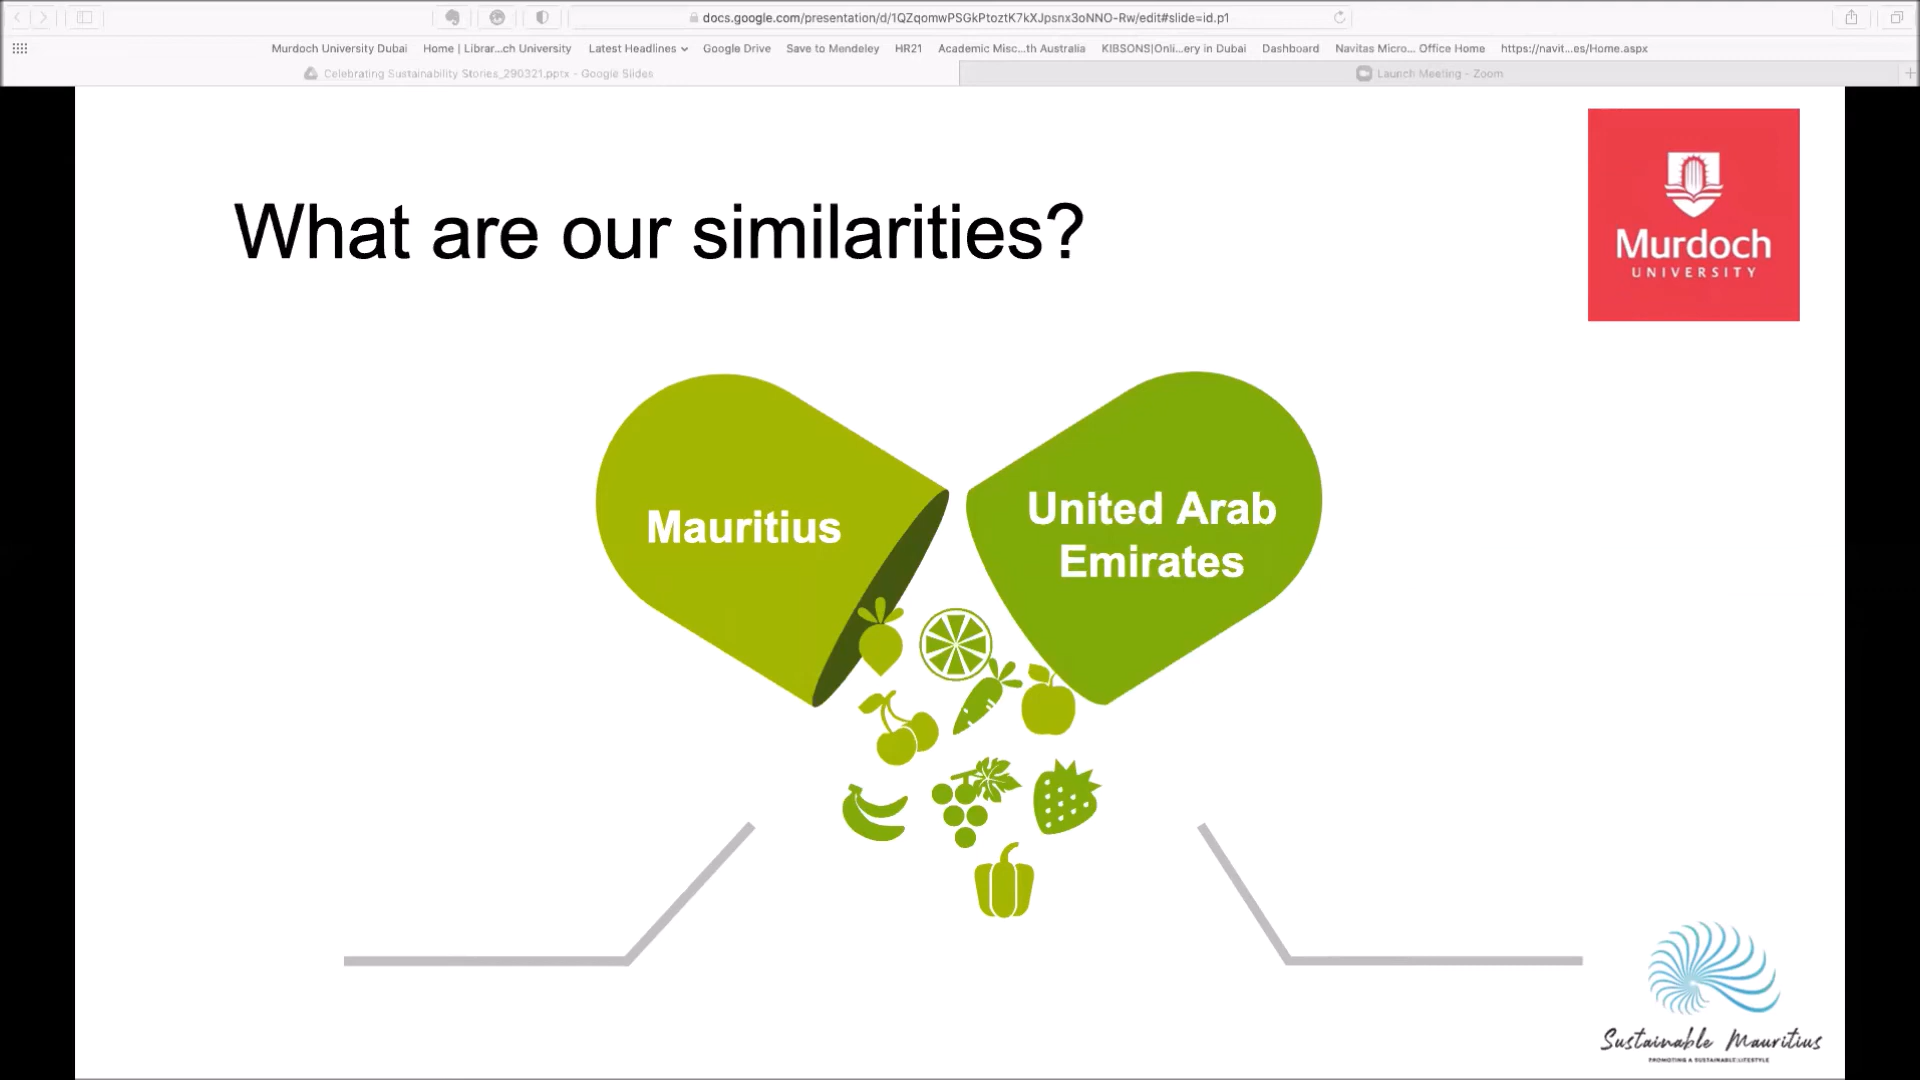 docs.google.com/presentation/d/1QZqomwPSGkPtoztK7kXJpsnx3oNNO-Rw/edit#slide=id.p1
Murdoch University Dubai Home | Librar...ch University Latest Headlines Google Drive Save to Mendeley HR21 Academic Misc...th Australia KIBSONS|Onli...ery in Dubai Dashboard Navitas Micro... Office Home https://navit...es/Home.aspx
Celebrating Sustainability Stories_290321.pptx - Google Slides Launch Meeting - Zoom
What are our similarities?
Murdoch
UNIVERSITY
Mauritius
United Arab
Emirates
Sustainable Mauritius
PROMOTING A SUSTAINABLE LIFESTYLE